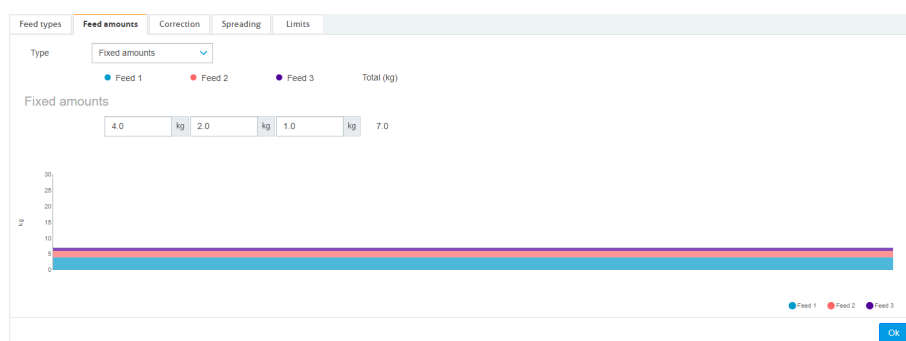 Feed types Feed amounts Correction Spreading Limits
Type Fixed amounts
Feed 1 Feed 2 Feed 3 Total (kg)
Fixed amounts
4.0 kg 2.0 kg 1.0 kg 7.0
30
25
20
kg
15
10
5
0
Feed 1 Feed 2 Feed 3
Ok